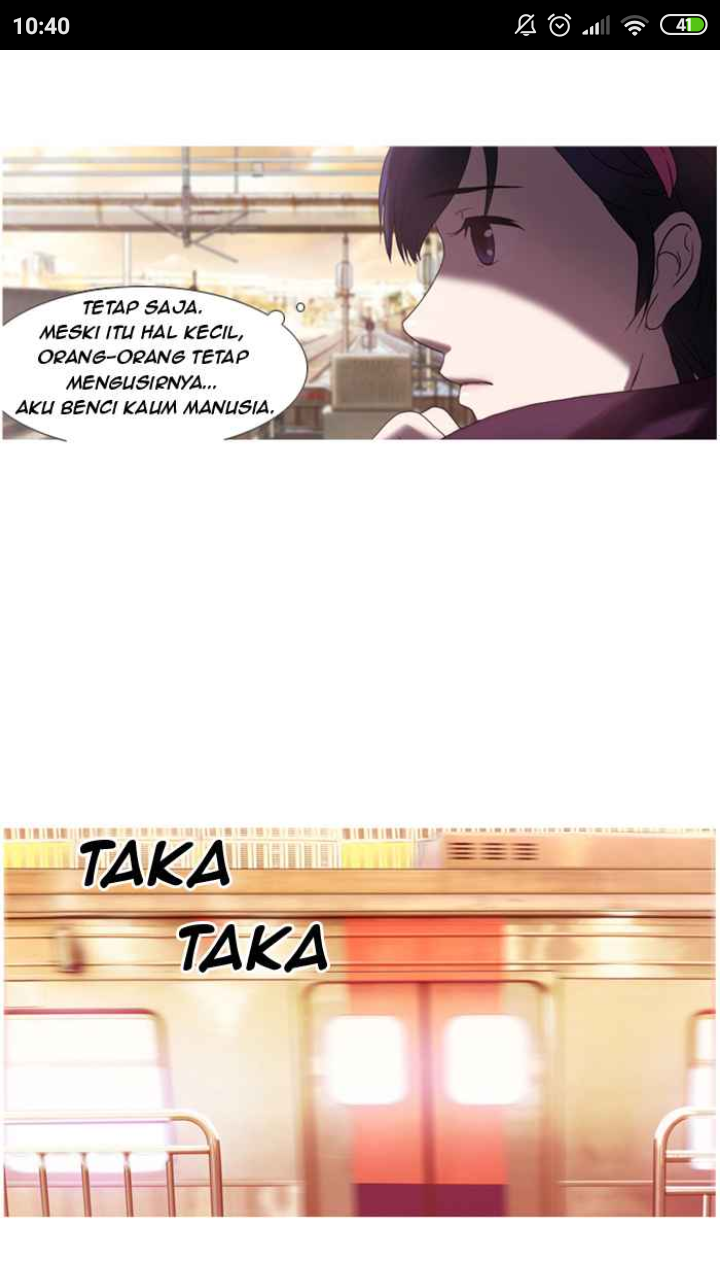 10:40
41
TETAP SAJA.
MESKI ITU HAL KECIL,
ORANG-ORANG TETAP
MENGUSIRNYA...
AKU BENCI KAUM MANUSIA.
TAKA
TAKA